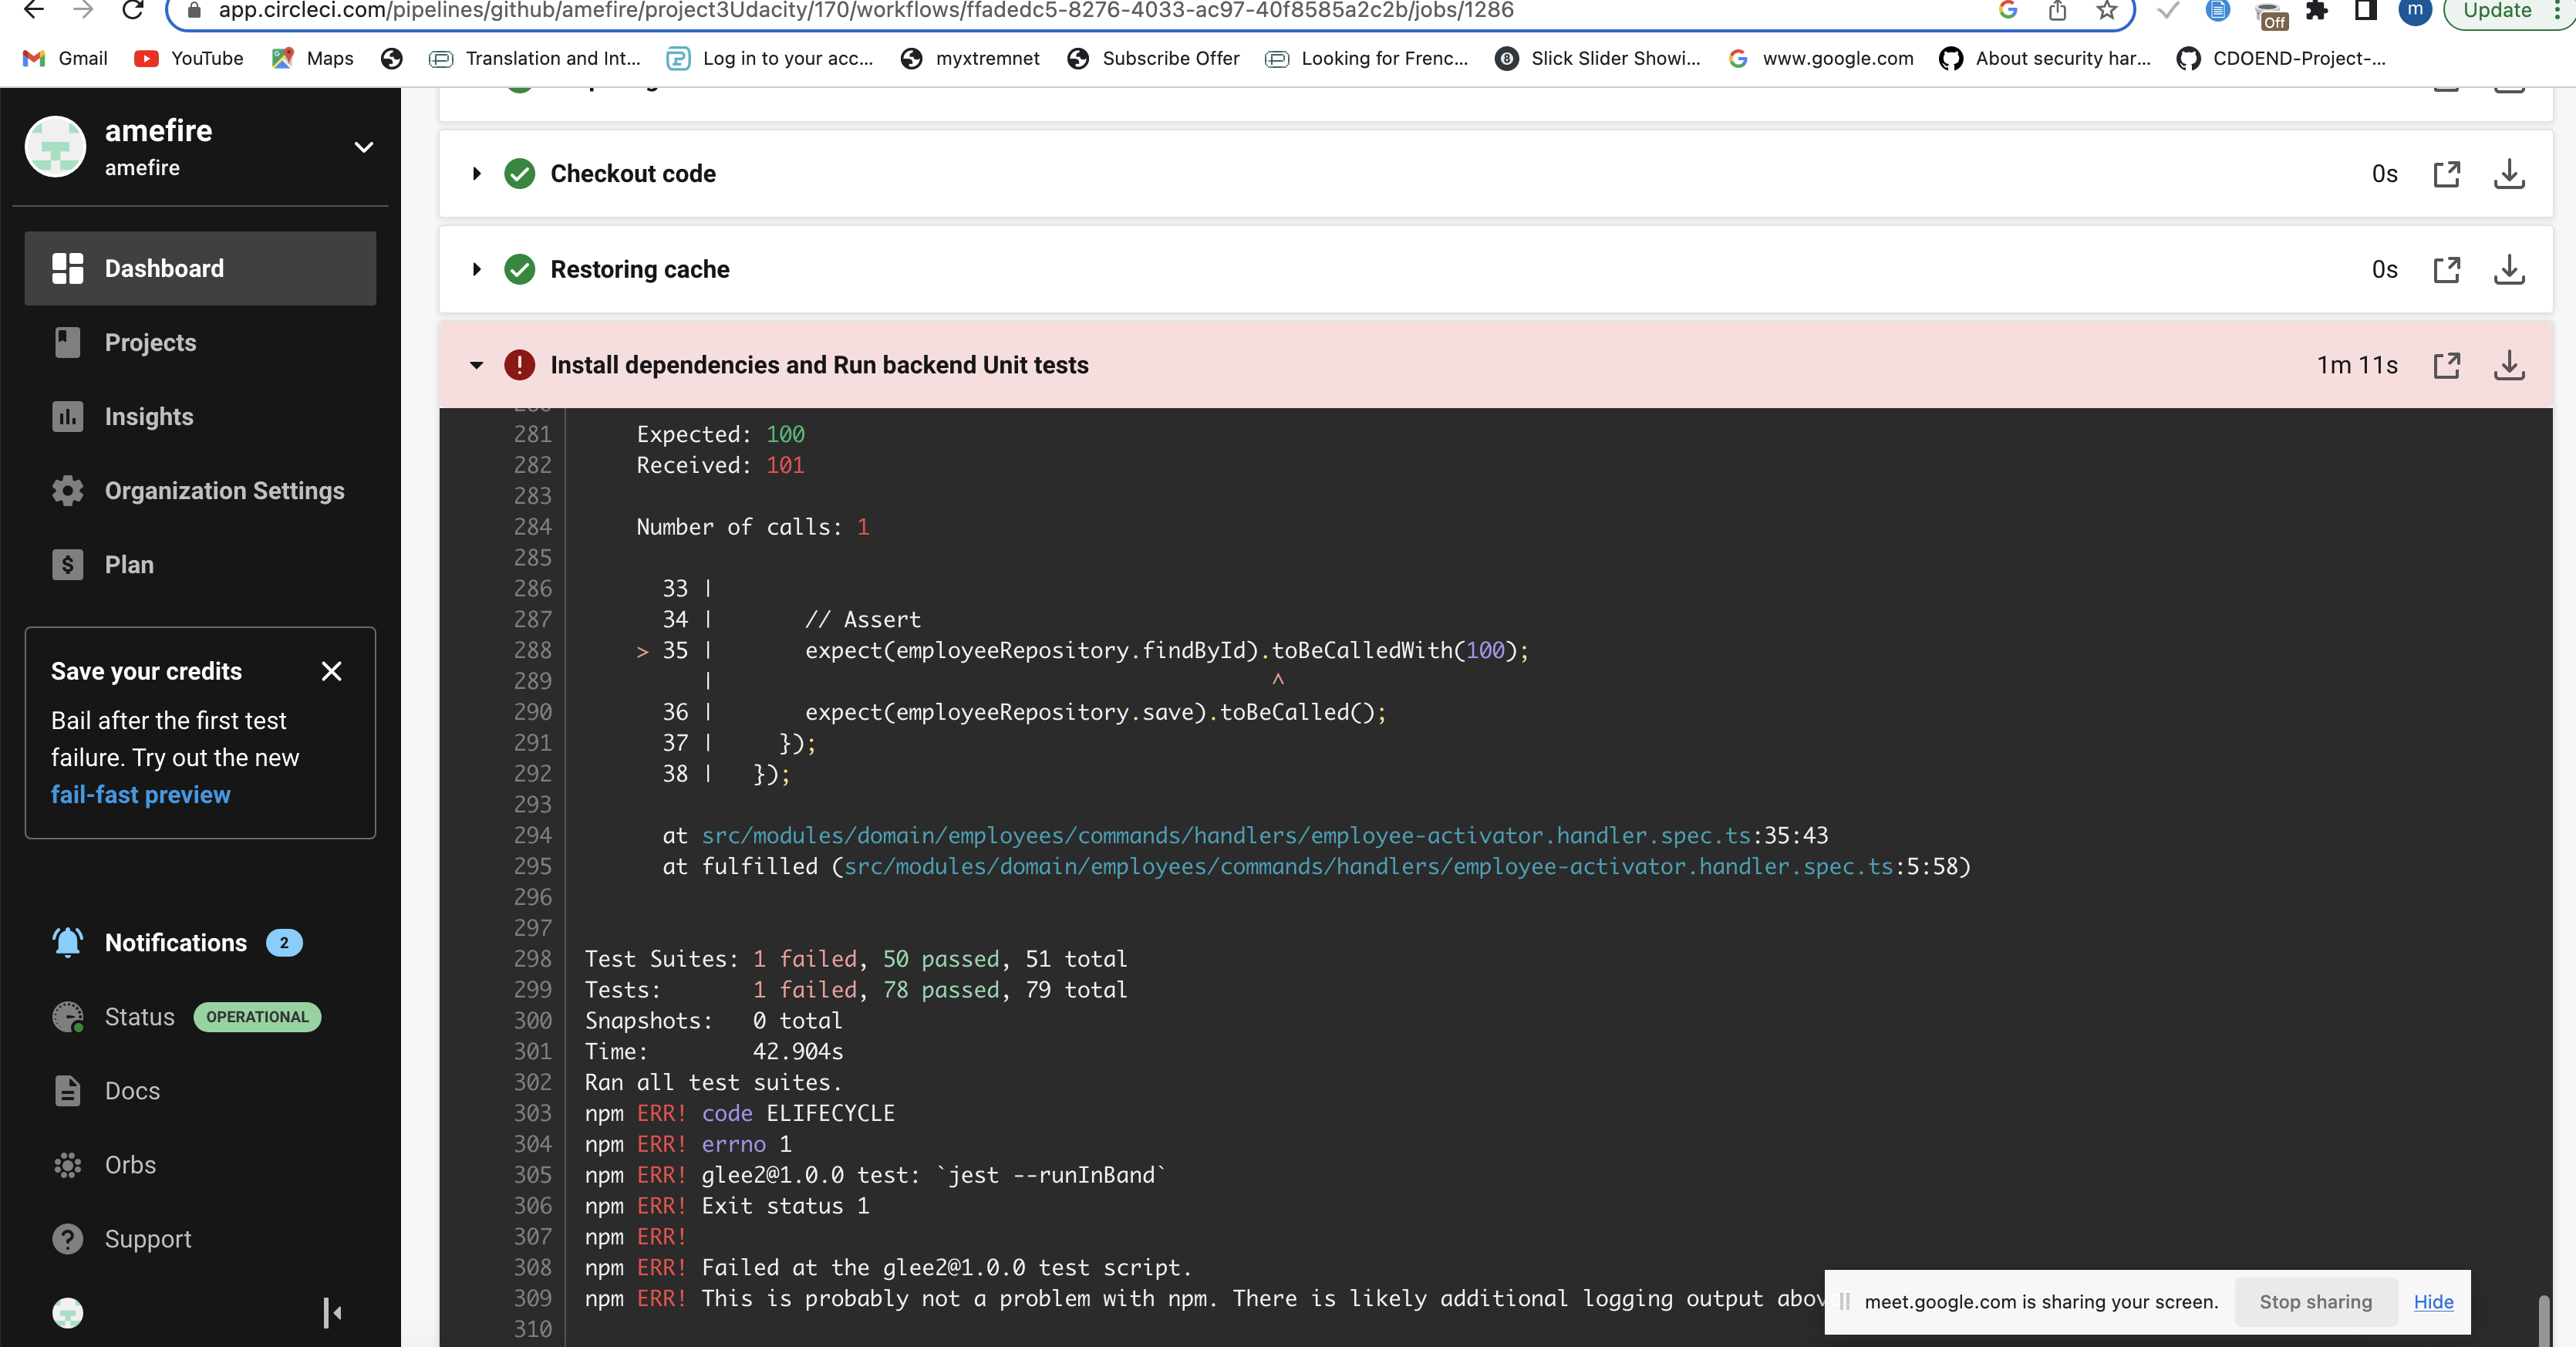 app.circleci.com/pipelines/github/amefire/project3Udacity/170/workflows/ffadedc5-8276-4033-ac97-40f8585a2c2b/jobs/1286
Off
m
Update
Gmail
YouTube
Maps
Translation and Int...
Log in to your acc...
myxtremnet
Subscribe Offer
Looking for Frenc...
Slick Slider Showi...
www.google.com
About security har...
CDOEND-Project-...
amefire
amefire
Dashboard
Projects
Insights
Organization Settings
Plan
Save your credits
Bail after the first test
failure. Try out the new
fail-fast preview
Notifications 2
Status OPERATIONAL
Docs
Orbs
Support
Checkout code 0s
Restoring cache 0s
Install dependencies and Run backend Unit tests 1m 11s
281 Expected: 100
282 Received: 101
283
284 Number of calls: 1
285
286 33 |
287 34 | // Assert
288 > 35 | expect(employeeRepository.findById).toBeCalledWith(100);
289 | ^
290 36 | expect(employeeRepository.save).toBeCalled();
291 37 | });
292 38 | });
293
294 at src/modules/domain/employees/commands/handlers/employee-activator.handler.spec.ts:35:43
295 at fulfilled (src/modules/domain/employees/commands/handlers/employee-activator.handler.spec.ts:5:58)
296
297
298 Test Suites: 1 failed, 50 passed, 51 total
299 Tests: 1 failed, 78 passed, 79 total
300 Snapshots: 0 total
301 Time: 42.904s
302 Ran all test suites.
303 npm ERR! code ELIFECYCLE
304 npm ERR! errno 1
305 npm ERR! glee2@1.0.0 test: `jest --runInBand`
306 npm ERR! Exit status 1
307 npm ERR!
308 npm ERR! Failed at the glee2@1.0.0 test script.
309 npm ERR! This is probably not a problem with npm. There is likely additional logging output abov
310
meet.google.com is sharing your screen.
Stop sharing
Hide